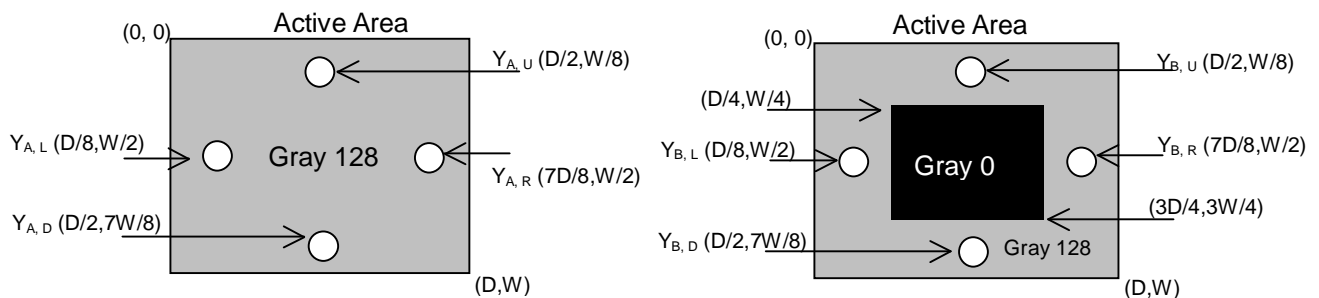 Active Area
(0, 0)
Y_A, U (D/2,W/8)
Y_A, L (D/8,W/2)
Gray 128
Y_A, R (7D/8,W/2)
Y_A, D (D/2,7W/8)
(D,W)
Active Area
(0, 0)
Y_B, U (D/2,W/8)
(D/4,W/4)
Y_B, L (D/8,W/2)
Gray 0
Y_B, R (7D/8,W/2)
(3D/4,3W/4)
Y_B, D (D/2,7W/8)
Gray 128
(D,W)